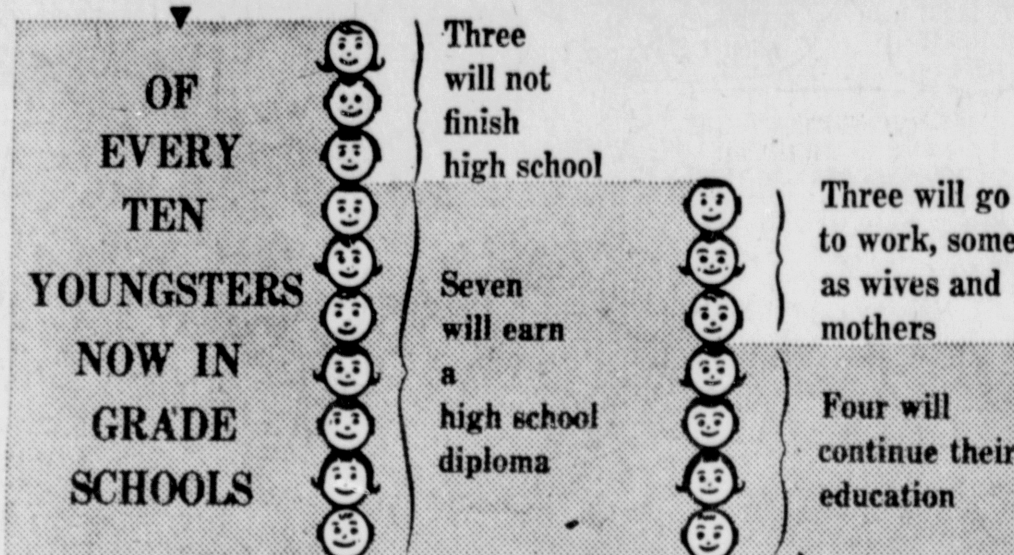 OF
EVERY
TEN
YOUNGSTERS
NOW IN
GRADE
SCHOOLS
Three
will not
finish
high school
Seven
will earn
a
high school
diploma
Three will go
to work, some
as wives and
mothers
Four will
continue their
education